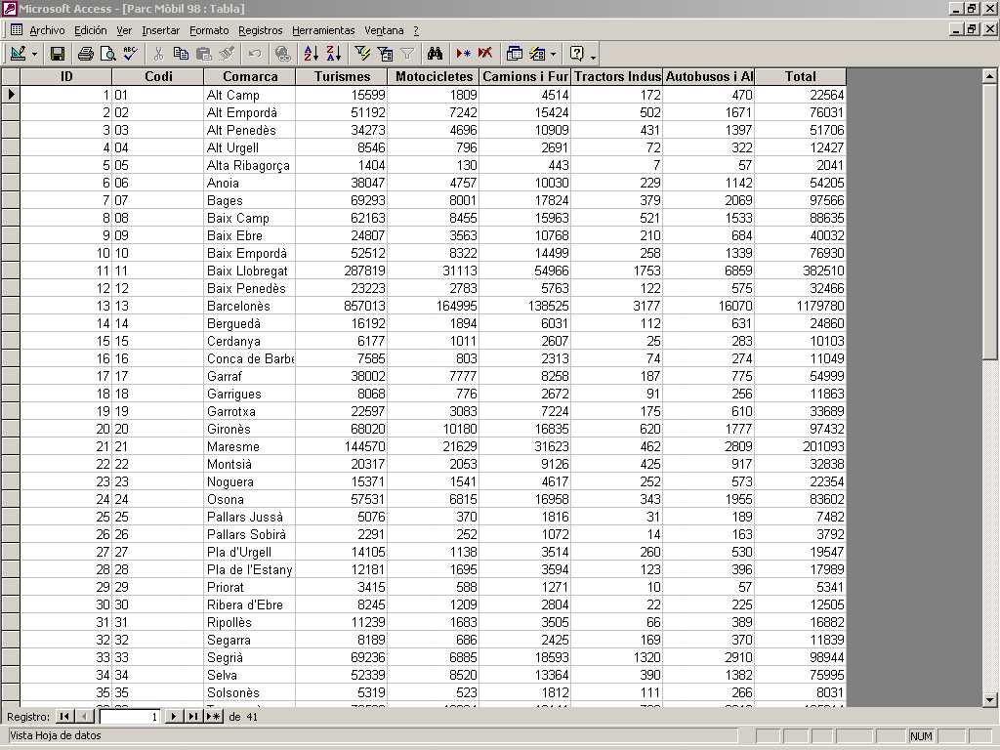 Microsoft Access - [Parc Mòbil 98 : Tabla]
Archivo Edición Ver Insertar Formato Registros Herramientas Ventana ?
ID Codi Comarca Turismes Motocicletes Camions i Fur Tractors Indus Autobusos i Al Total
1 01 Alt Camp 15599 1809 4514 172 470 22564
2 02 Alt Empordà 51192 7242 15424 502 1671 76031
3 03 Alt Penedès 34273 4696 10909 431 1397 51706
4 04 Alt Urgell 8546 796 2691 72 322 12427
5 05 Alta Ribagorça 1404 130 443 7 57 2041
6 06 Anoia 38047 4757 10030 229 1142 54205
7 07 Bages 69293 8001 17824 379 2069 97566
8 08 Baix Camp 62163 8455 15963 521 1533 88635
9 09 Baix Ebre 24807 3563 10768 210 684 40032
10 10 Baix Empordà 52512 8322 14499 258 1339 76930
11 11 Baix Llobregat 287819 31113 54966 1753 6859 382510
12 12 Baix Penedès 23223 2783 5763 122 575 32466
13 13 Barcelonès 857013 164995 138525 3177 16070 1179780
14 14 Berguedà 16192 1894 6031 112 631 24860
15 15 Cerdanya 6177 1011 2607 25 283 10103
16 16 Conca de Barbe 7585 803 2313 74 274 11049
17 17 Garraf 38002 7777 8258 187 775 54999
18 18 Garrigues 8068 776 2672 91 256 11863
19 19 Garrotxa 22597 3083 7224 175 610 33689
20 20 Gironès 68020 10180 16835 620 1777 97432
21 21 Maresme 144570 21629 31623 462 2809 201093
22 22 Montsià 20317 2053 9126 425 917 32838
23 23 Noguera 15371 1541 4617 252 573 22354
24 24 Osona 57531 6815 16958 343 1955 83602
25 25 Pallars Jussà 5076 370 1816 31 189 7482
26 26 Pallars Sobirà 2291 252 1072 14 163 3792
27 27 Pla d'Urgell 14105 1138 3514 260 530 19547
28 28 Pla de l'Estany 12181 1695 3594 123 396 17989
29 29 Priorat 3415 588 1271 10 57 5341
30 30 Ribera d'Ebre 8245 1209 2804 22 225 12505
31 31 Ripollès 11239 1683 3505 66 389 16882
32 32 Segarra 8189 686 2425 169 370 11839
33 33 Segrià 69236 6885 18593 1320 2910 98944
34 34 Selva 52339 8520 13364 390 1382 75995
35 35 Solsonès 5319 523 1812 111 266 8031
Registro: 1 de 41
Vista Hoja de datos NUM